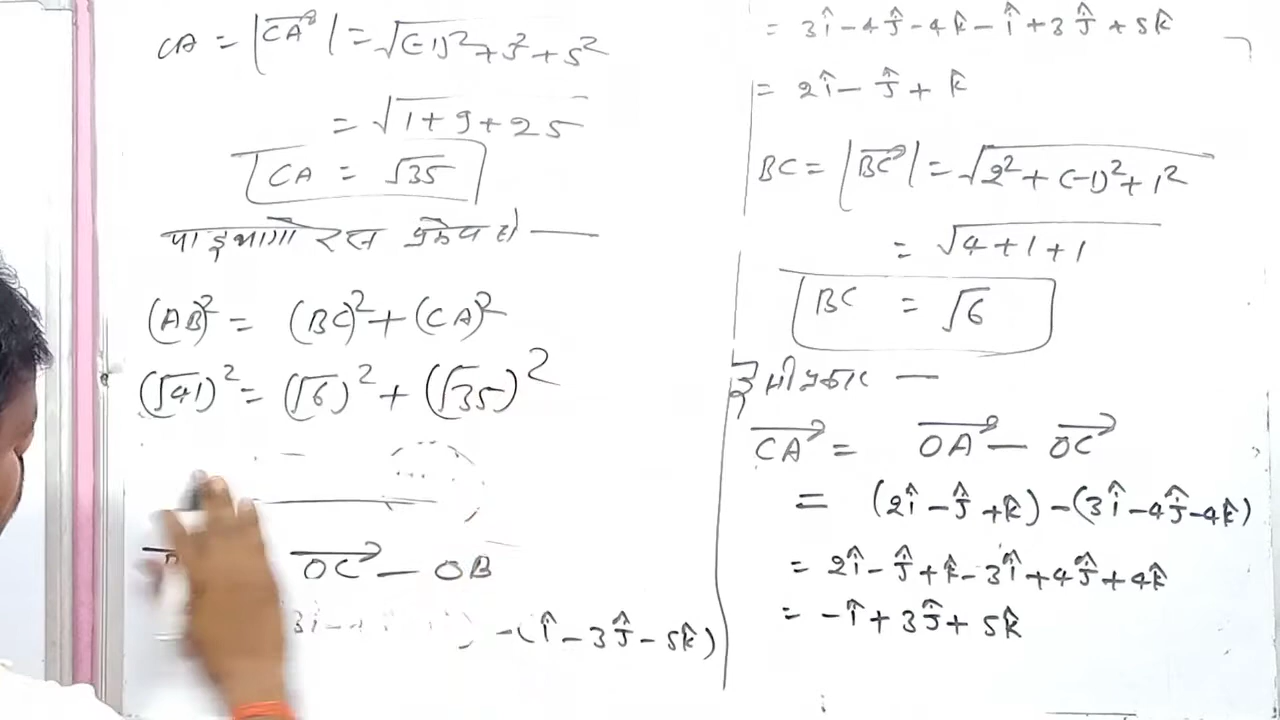 CA = |CA⃗| = √(-1)² + 3² + 5²
= √1+9+25
CA = √35
पाइथागोरस प्रमेय से —
(AB)² = (BC)² + (CA)²
(√41)² = (√6)² + (√35)²
OC⃗ - OB
-(î - 3ĵ - 5k̂)
= 3î - 4ĵ - 4k̂ - î + 3ĵ + 5k̂
= 2î - ĵ + k̂
BC = |BC⃗| = √2² + (-1)² + 1²
= √4+1+1
BC = √6
इसी प्रकार —
CA⃗ = OA⃗ - OC⃗
= (2î - ĵ + k̂) - (3î - 4ĵ - 4k̂)
= 2î - ĵ + k̂ - 3î + 4ĵ + 4k̂
= -î + 3ĵ + 5k̂